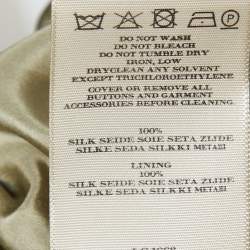 DO NOT WASH
DO NOT BLEACH
DO NOT TUMBLE DRY
IRON, LOW
DRYCLEAN ANY SOLVENT
EXCEPT TRICHLOROETHYLENE
COVER OR REMOVE ALL
BUTTONS AND GARMENT
ACCESSORIES BEFORE CLEANING.
100%
SILK SEIDE SOIE SETA ZIJDE
SILKE SEDA SILKKI ΜΕΤΑΞΙ
LINING
100%
SILK SEIDE SOIE SETA ZIJDE
SILKE SEDA SILKKI ΜΕΤΑΞΙ